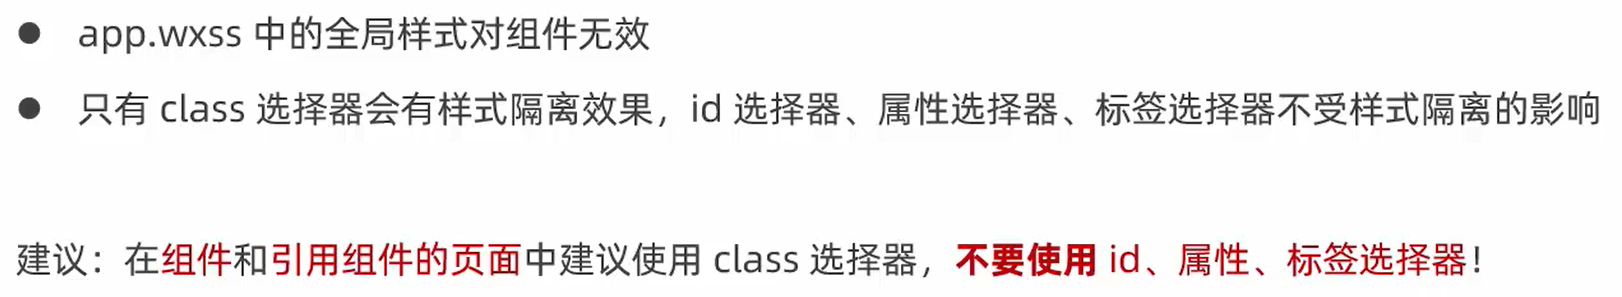 ● app.wxss 中的全局样式对组件无效
● 只有 class 选择器会有样式隔离效果，id 选择器、属性选择器、标签选择器不受样式隔离的影响
建议：在组件和引用组件的页面中建议使用 class 选择器，不要使用 id、属性、标签选择器！